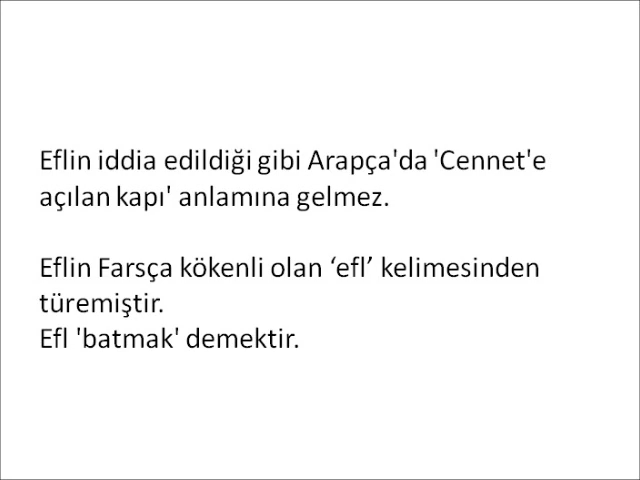 Eflin iddia edildiği gibi Arapça'da 'Cennet'e
açılan kapı' anlamına gelmez.
Eflin Farsça kökenli olan ‘efl’ kelimesinden
türemiştir.
Efl 'batmak' demektir.